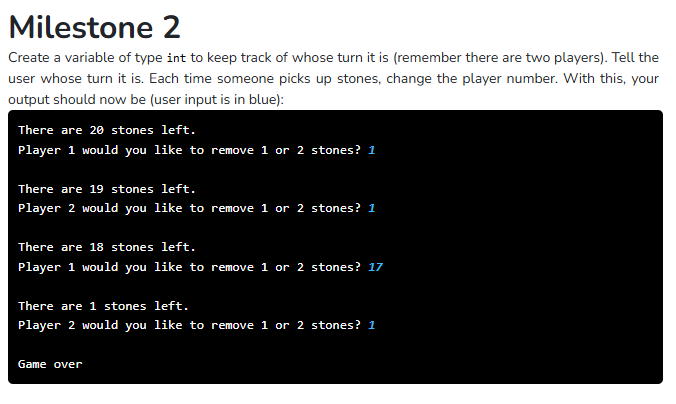 Milestone 2
Create a variable of type int to keep track of whose turn it is (remember there are two players). Tell the
user whose turn it is. Each time someone picks up stones, change the player number. With this, your
output should now be (user input is in blue):
There are 20 stones left.
Player 1 would you like to remove 1 or 2 stones? 1
There are 19 stones left.
Player 2 would you like to remove 1 or 2 stones? 1
There are 18 stones left.
Player 1 would you like to remove 1 or 2 stones? 17
There are 1 stones left.
Player 2 would you like to remove 1 or 2 stones? 1
Game over